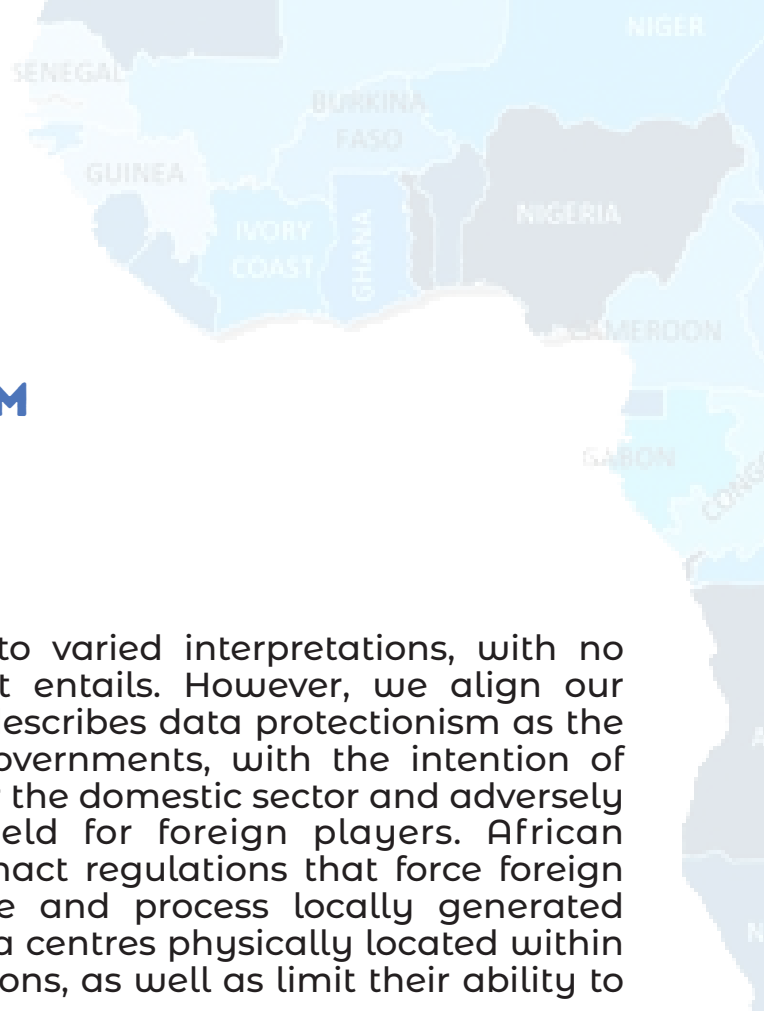 NIGER
SENEGAL
BURKINA
FASO
GUINEA
NIGERIA
IVORY
COAST
GHANA
CAMEROON
M
GABON
CONGO
to varied interpretations, with no
t entails. However, we align our
escribes data protectionism as the
overnments, with the intention of
the domestic sector and adversely
eld for foreign players. African
nact regulations that force foreign
e and process locally generated
a centres physically located within
ons, as well as limit their ability to
A
N